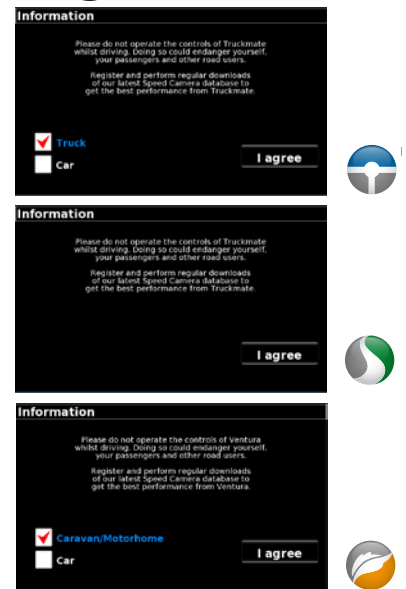 Information
Please do not operate the controls of Truckmate
whilst driving. Doing so could endanger yourself,
your passengers and other road users.
Register and perform regular downloads
of our latest Speed Camera database to
get the best performance from Truckmate.
Truck
Car
I agree
Information
Please do not operate the controls of Truckmate
whilst driving. Doing so could endanger yourself,
your passengers and other road users.
Register and perform regular downloads
of our latest Speed Camera database to
get the best performance from Truckmate.
I agree
Information
Please do not operate the controls of Ventura
whilst driving. Doing so could endanger yourself,
your passengers and other road users.
Register and perform regular downloads
of our latest Speed Camera database to
get the best performance from Ventura.
Caravan/Motorhome
Car
I agree